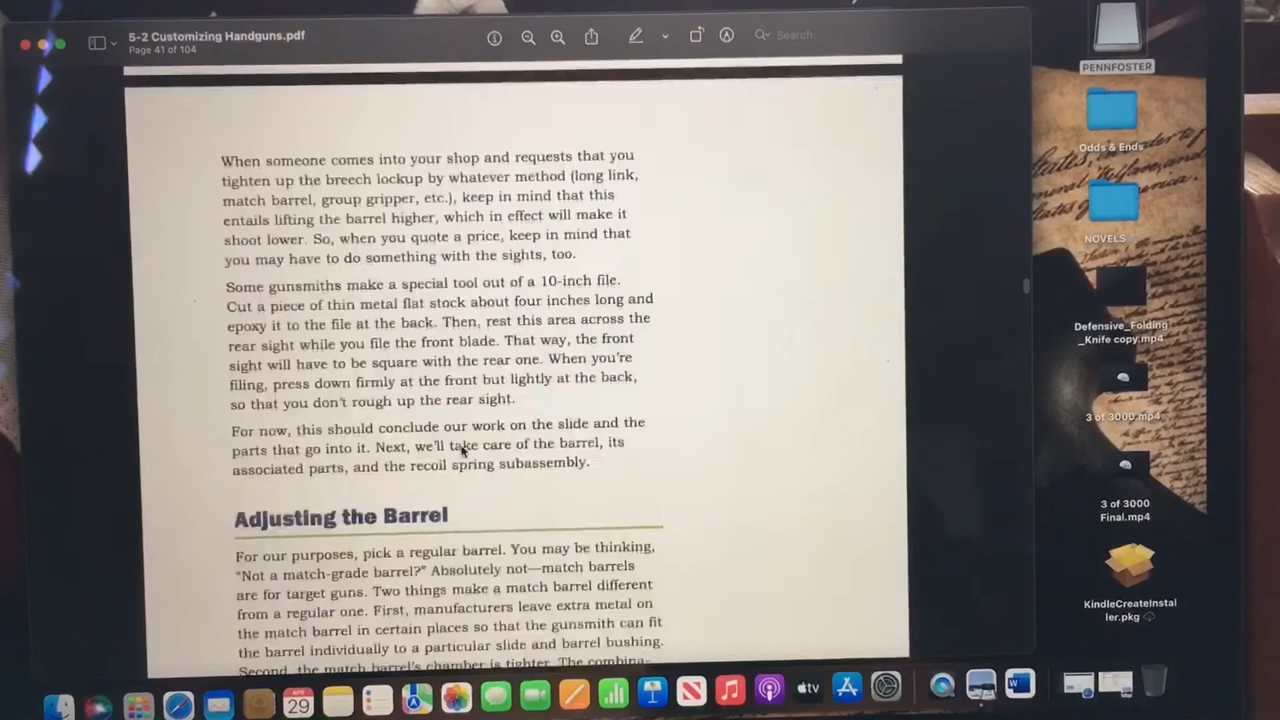 5-2 Customizing Handguns.pdf
Page 41 of 104
Search
When someone comes into your shop and requests that you
tighten up the breech lockup by whatever method (long link,
match barrel, group gripper, etc.), keep in mind that this
entails lifting the barrel higher, which in effect will make it
shoot lower. So, when you quote a price, keep in mind that
you may have to do something with the sights, too.
Some gunsmiths make a special tool out of a 10-inch file.
Cut a piece of thin metal flat stock about four inches long and
epoxy it to the file at the back. Then, rest this area across the
rear sight while you file the front blade. That way, the front
sight will have to be square with the rear one. When you're
filing, press down firmly at the front but lightly at the back,
so that you don't rough up the rear sight.
For now, this should conclude our work on the slide and the
parts that go into it. Next, we'll take care of the barrel, its
associated parts, and the recoil spring subassembly.
Adjusting the Barrel
For our purposes, pick a regular barrel. You may be thinking,
“Not a match-grade barrel?” Absolutely not—match barrels
are for target guns. Two things make a match barrel different
from a regular one. First, manufacturers leave extra metal on
the match barrel in certain places so that the gunsmith can fit
the barrel individually to a particular slide and barrel bushing.
Second, the match barrel's chamber is tighter. The combina-
PENNFOSTER
Odds & Ends
NOVELS
Defensive_Folding
_Knife copy.mp4
3 of 3000.mp4
3 of 3000
Final.mp4
KindleCreateInstal
ler.pkg
APR
29
tv
W